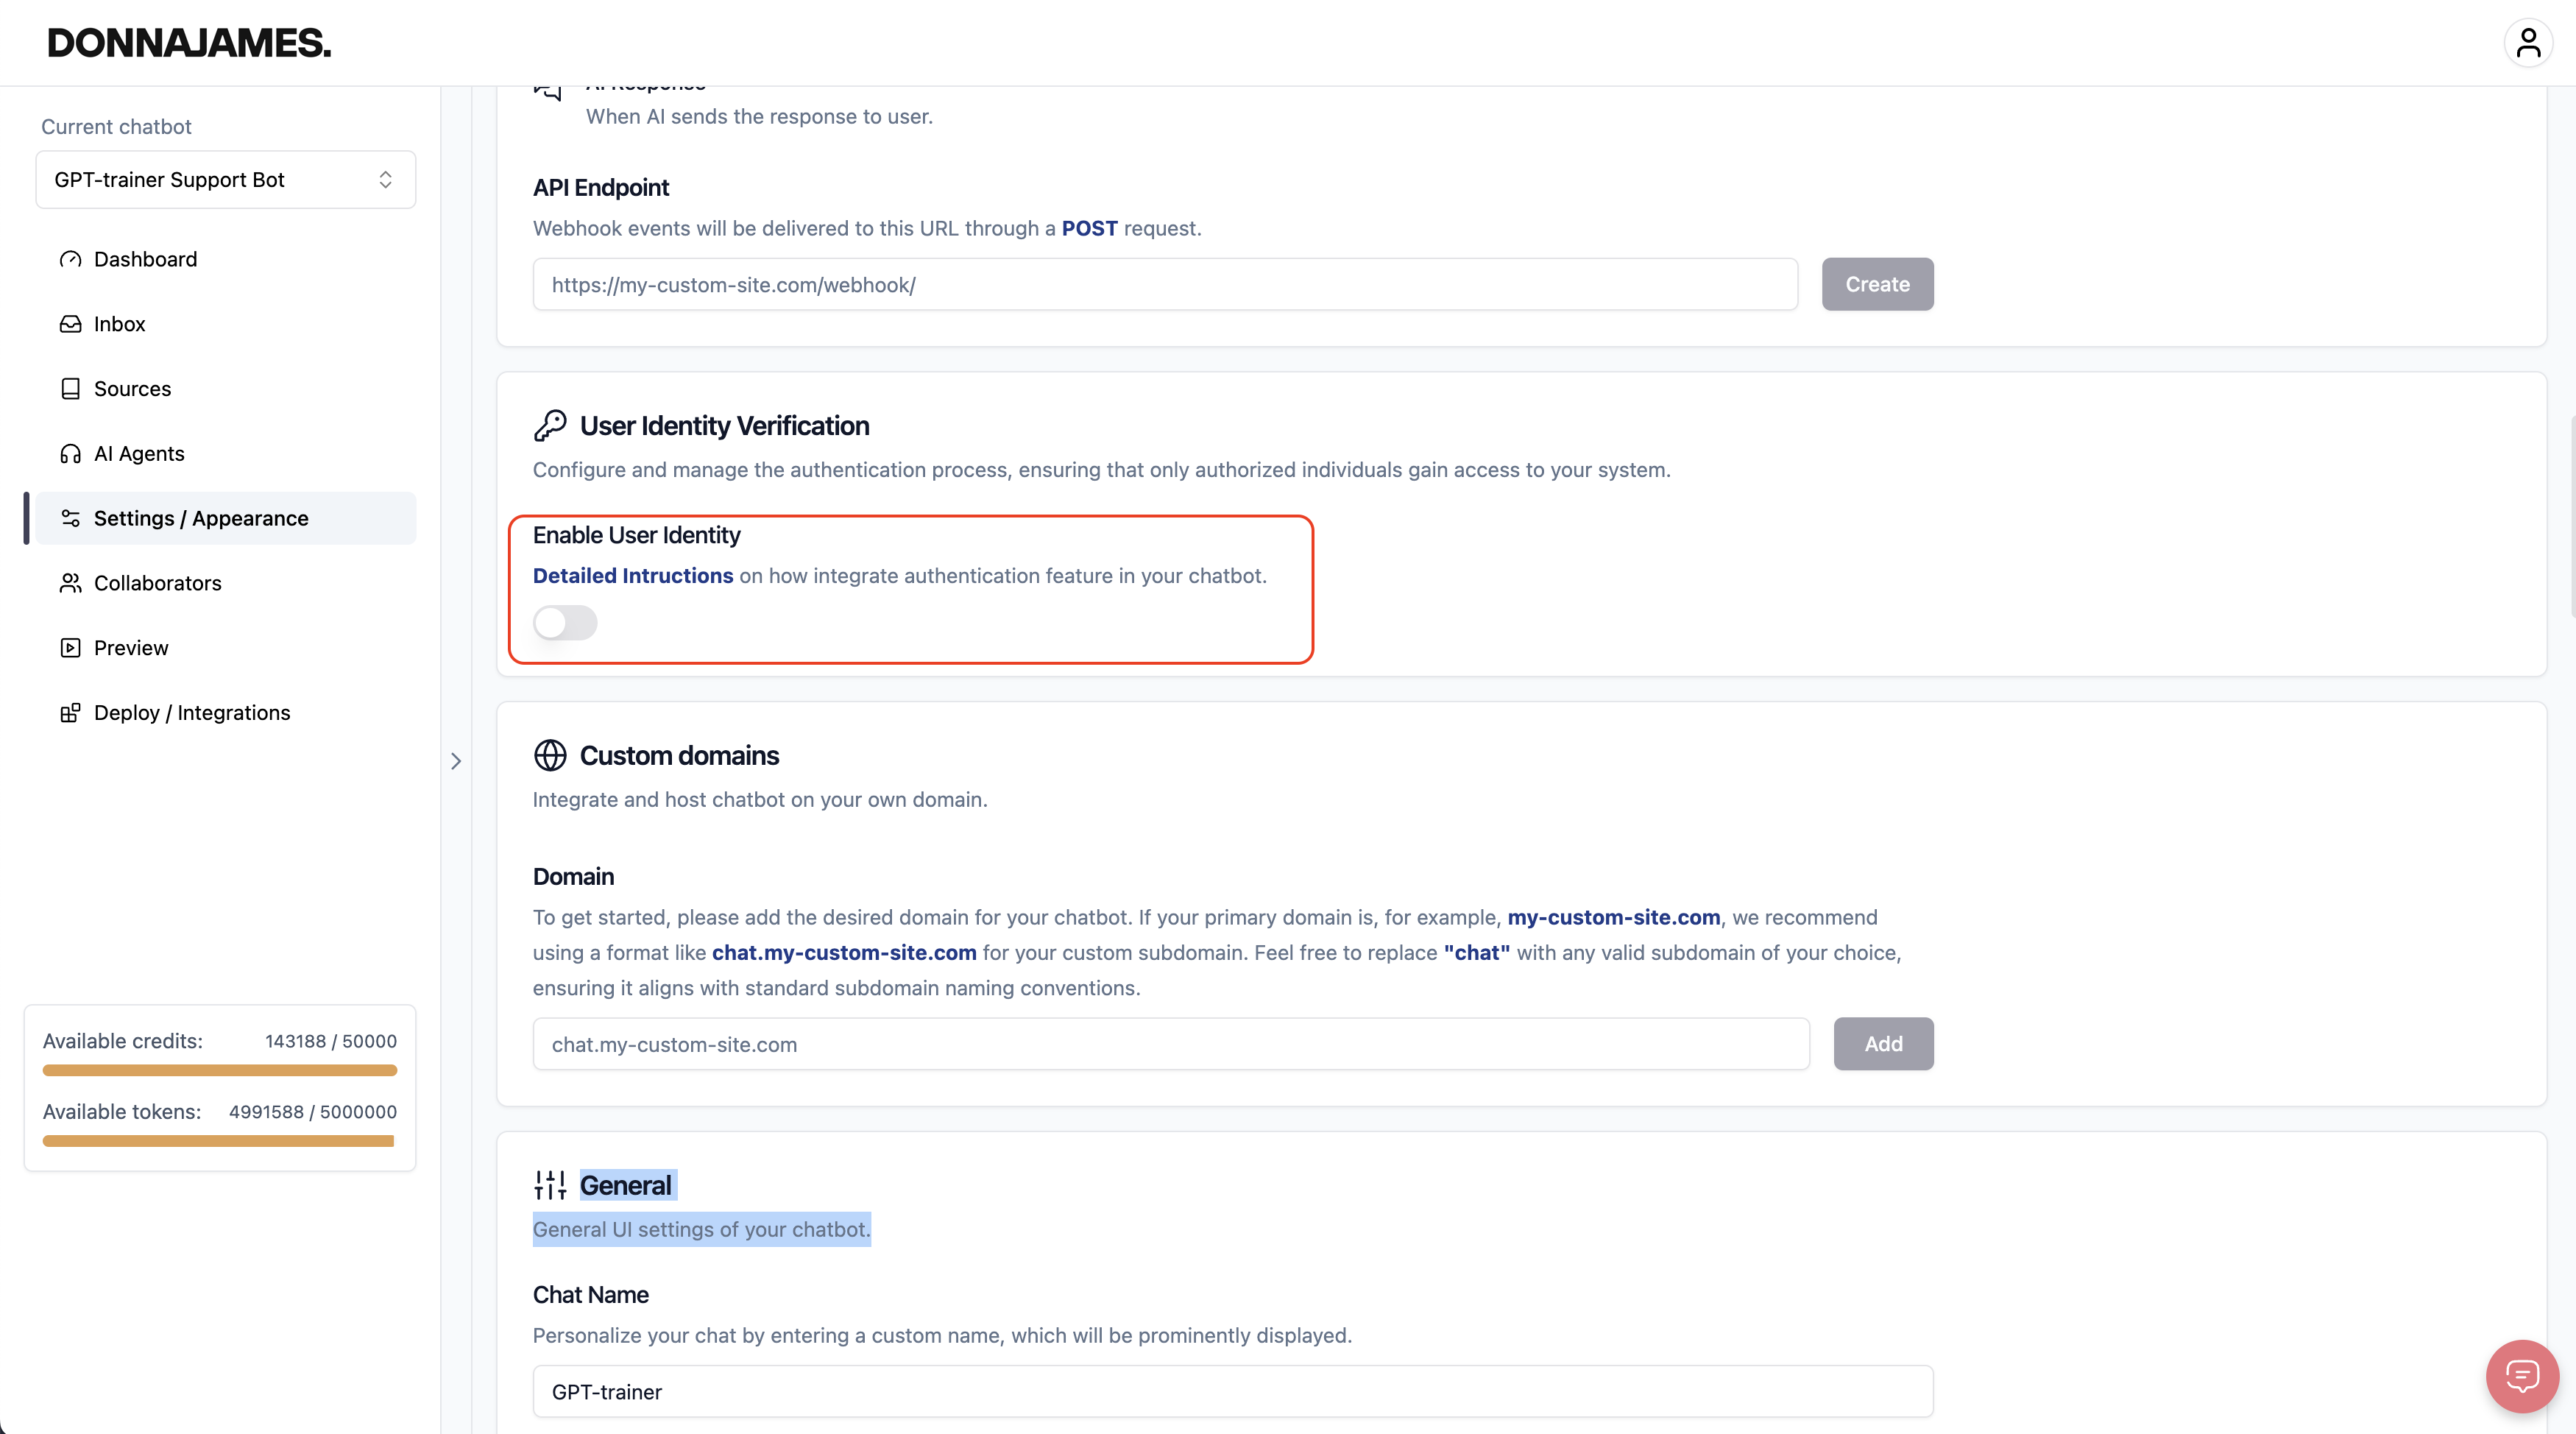 DONNAJAMES.
Current chatbot
GPT-trainer Support Bot
Dashboard
Inbox
Sources
AI Agents
Settings / Appearance
Collaborators
Preview
Deploy / Integrations
Available credits: 143188 / 50000
Available tokens: 4991588 / 5000000
AI Response
When AI sends the response to user.
API Endpoint
Webhook events will be delivered to this URL through a POST request.
https://my-custom-site.com/webhook/
Create
User Identity Verification
Configure and manage the authentication process, ensuring that only authorized individuals gain access to your system.
Enable User Identity
Detailed Intructions on how integrate authentication feature in your chatbot.
Custom domains
Integrate and host chatbot on your own domain.
Domain
To get started, please add the desired domain for your chatbot. If your primary domain is, for example, my-custom-site.com, we recommend
using a format like chat.my-custom-site.com for your custom subdomain. Feel free to replace "chat" with any valid subdomain of your choice,
ensuring it aligns with standard subdomain naming conventions.
chat.my-custom-site.com
Add
General
General UI settings of your chatbot.
Chat Name
Personalize your chat by entering a custom name, which will be prominently displayed.
GPT-trainer